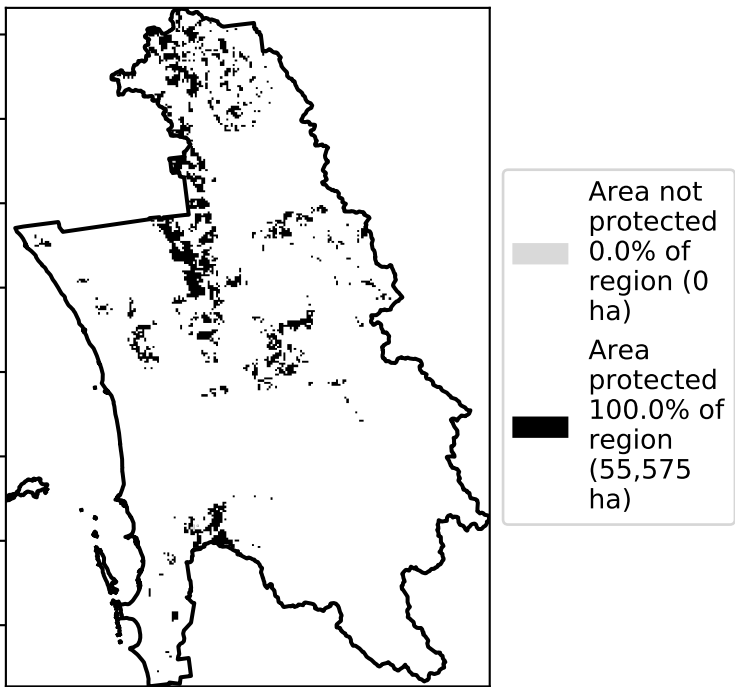 Area not
protected
0.0% of
region (0
ha)
Area
protected
100.0% of
region
(55,575
ha)